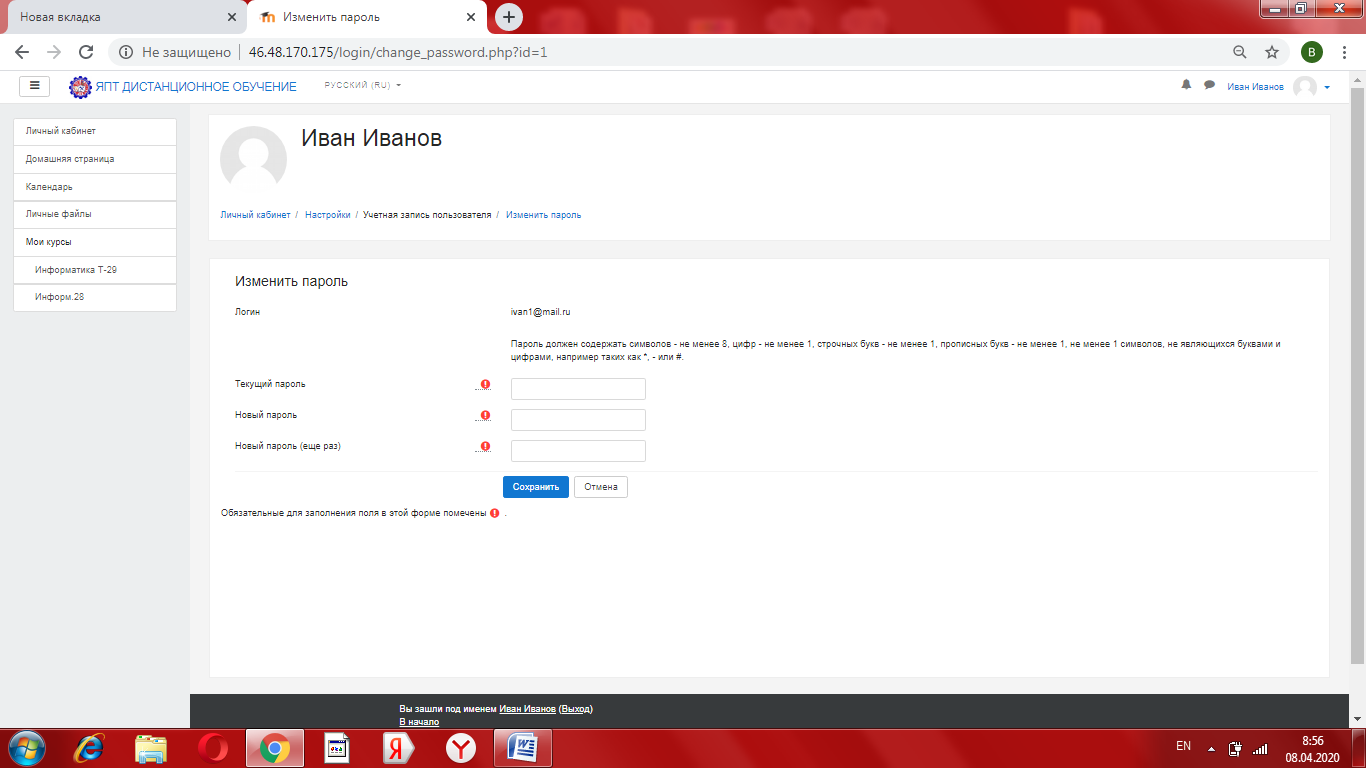 Новая вкладка
Изменить пароль
Не защищено
46.48.170.175/login/change_password.php?id=1
B
ЯПТ ДИСТАНЦИОННОЕ ОБУЧЕНИЕ
РУССКИЙ (RU)
Иван Иванов
Личный кабинет
Домашняя страница
Календарь
Личные файлы
Мои курсы
Информатика Т-29
Информ.28
Иван Иванов
Личный кабинет / Настройки / Учетная запись пользователя / Изменить пароль
Изменить пароль
Логин
ivan1@mail.ru
Пароль должен содержать символов - не менее 8, цифр - не менее 1, строчных букв - не менее 1, прописных букв - не менее 1, не менее 1 символов, не являющихся буквами и
цифрами, например таких как *, - или #.
Текущий пароль
Новый пароль
Новый пароль (еще раз)
Сохранить
Отмена
Обязательные для заполнения поля в этой форме помечены .
Вы зашли под именем Иван Иванов (Выход)
В начало
EN
8:56
08.04.2020